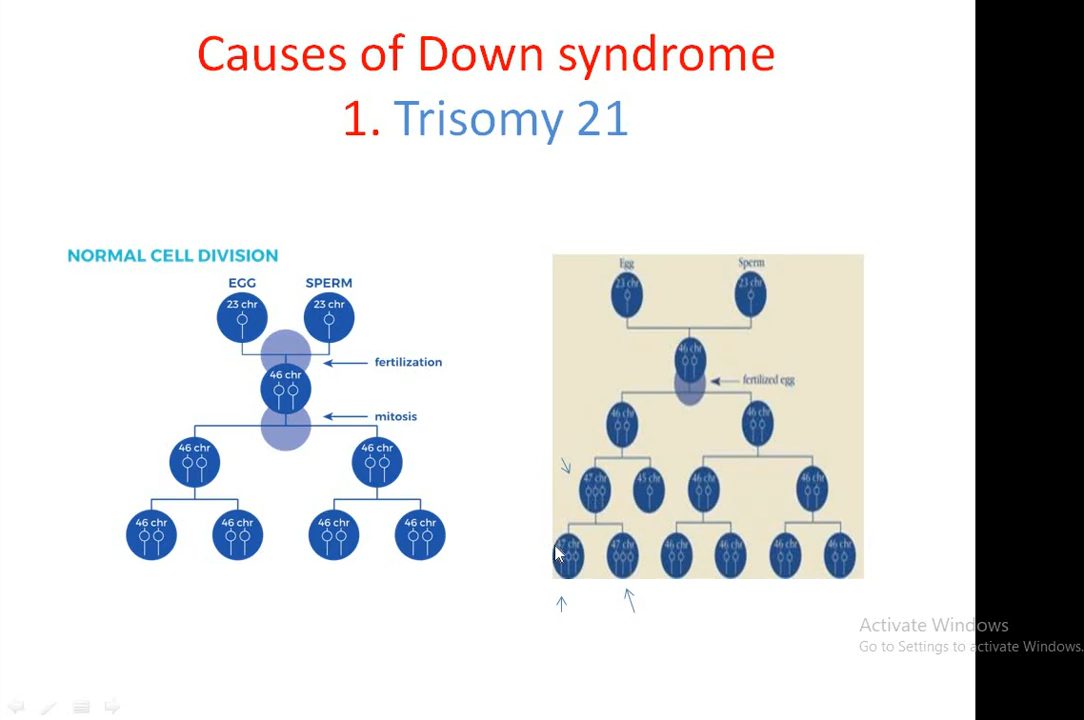 Causes of Down syndrome
1. Trisomy 21
NORMAL CELL DIVISION
EGG SPERM
23 chr 23 chr
fertilization
46 chr
mitosis
46 chr 46 chr
46 chr 46 chr 46 chr 46 chr
Egg Sperm
23 chr 23 chr
46 chr
fertilized egg
46 chr 46 chr
47 chr 45 chr 46 chr 46 chr
47 chr 47 chr 46 chr 46 chr 46 chr 46 chr
Activate Windows
Go to Settings to activate Windows.